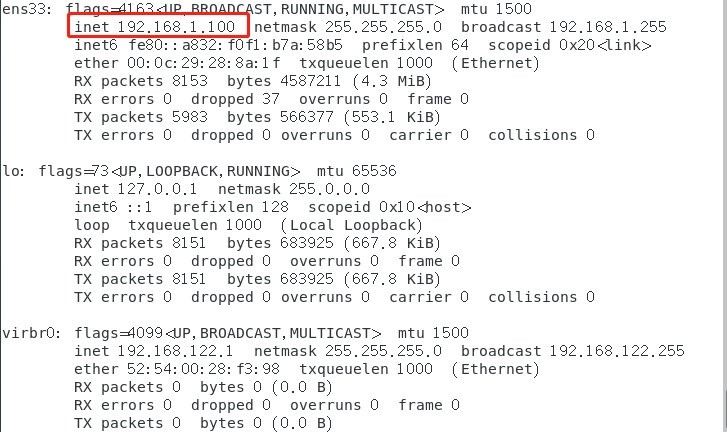 ens33: flags=4163<UP,BROADCAST,RUNNING,MULTICAST>  mtu 1500
inet 192.168.1.100  netmask 255.255.255.0  broadcast 192.168.1.255
inet6 fe80::a832:f0f1:b7a:58b5  prefixlen 64  scopeid 0x20<link>
ether 00:0c:29:28:8a:1f  txqueuelen 1000  (Ethernet)
RX packets 8153  bytes 4587211 (4.3 MiB)
RX errors 0  dropped 37  overruns 0  frame 0
TX packets 5983  bytes 566377 (553.1 KiB)
TX errors 0  dropped 0 overruns 0  carrier 0  collisions 0
lo: flags=73<UP,LOOPBACK,RUNNING>  mtu 65536
inet 127.0.0.1  netmask 255.0.0.0
inet6 ::1  prefixlen 128  scopeid 0x10<host>
loop  txqueuelen 1000  (Local Loopback)
RX packets 8151  bytes 683925 (667.8 KiB)
RX errors 0  dropped 0  overruns 0  frame 0
TX packets 8151  bytes 683925 (667.8 KiB)
TX errors 0  dropped 0 overruns 0  carrier 0  collisions 0
virbr0: flags=4099<UP,BROADCAST,MULTICAST>  mtu 1500
inet 192.168.122.1  netmask 255.255.255.0  broadcast 192.168.122.255
ether 52:54:00:28:f3:98  txqueuelen 1000  (Ethernet)
RX packets 0  bytes 0 (0.0 B)
RX errors 0  dropped 0  overruns 0  frame 0
TX packets 0  bytes 0 (0.0 B)